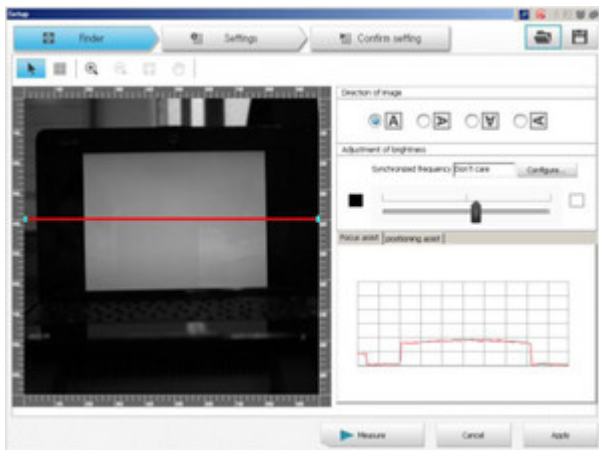 Setup
Finder
Settings
Confirm setting
Direction of image
A A A A
Adjustment of brightness
Synchronized frequency Don't care Configure...
Focus assist positioning assist
Measure Cancel Apply